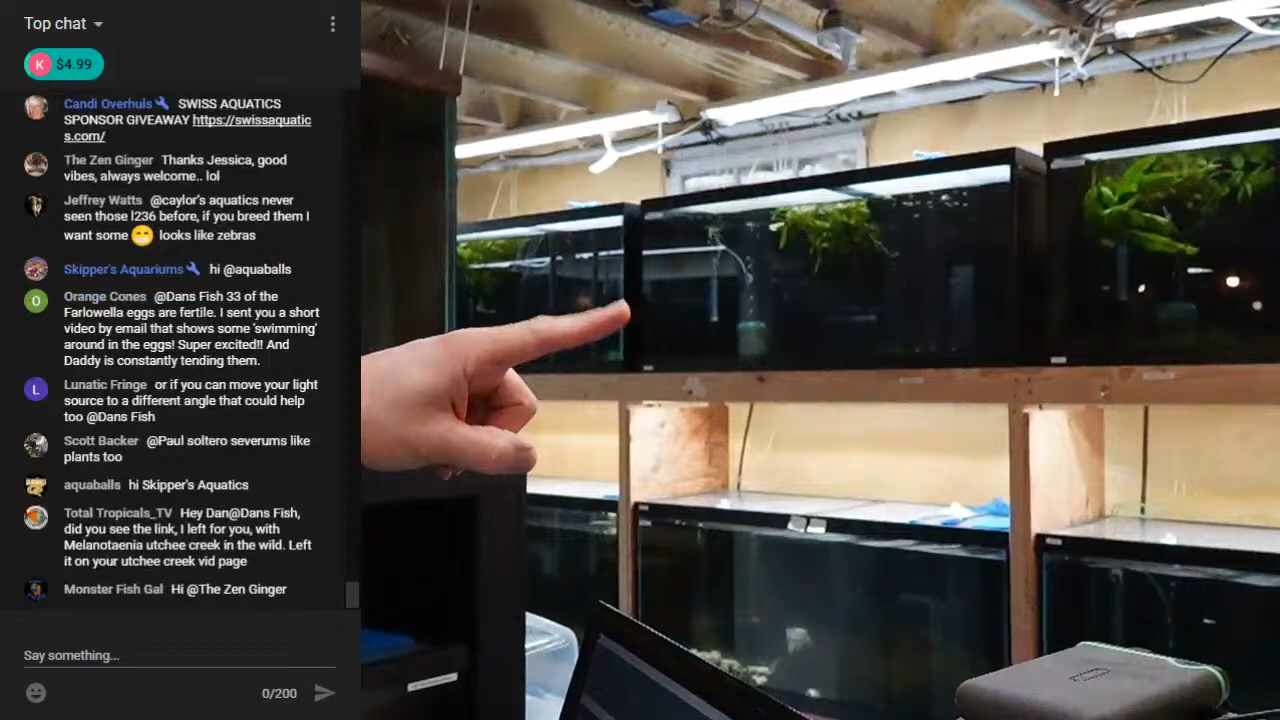 Top chat
K $4.99
Candi Overhuls SWISS AQUATICS
SPONSOR GIVEAWAY https://swissaquatic
s.com/
The Zen Ginger Thanks Jessica, good
vibes, always welcome.. lol
Jeffrey Watts @caylor's aquatics never
seen those l236 before, if you breed them I
want some 😁 looks like zebras
Skipper's Aquariums hi @aquaballs
O Orange Cones @Dans Fish 33 of the
Farlowella eggs are fertile. I sent you a short
video by email that shows some 'swimming'
around in the eggs! Super excited!! And
Daddy is constantly tending them.
L Lunatic Fringe or if you can move your light
source to a different angle that could help
too @Dans Fish
Scott Backer @Paul soltero severums like
plants too
aquaballs hi Skipper's Aquatics
Total Tropicals_TV Hey Dan@Dans Fish,
did you see the link, I left for you, with
Melanotaenia utchee creek in the wild. Left
it on your utchee creek vid page
Monster Fish Gal Hi @The Zen Ginger
Say something...
0/200